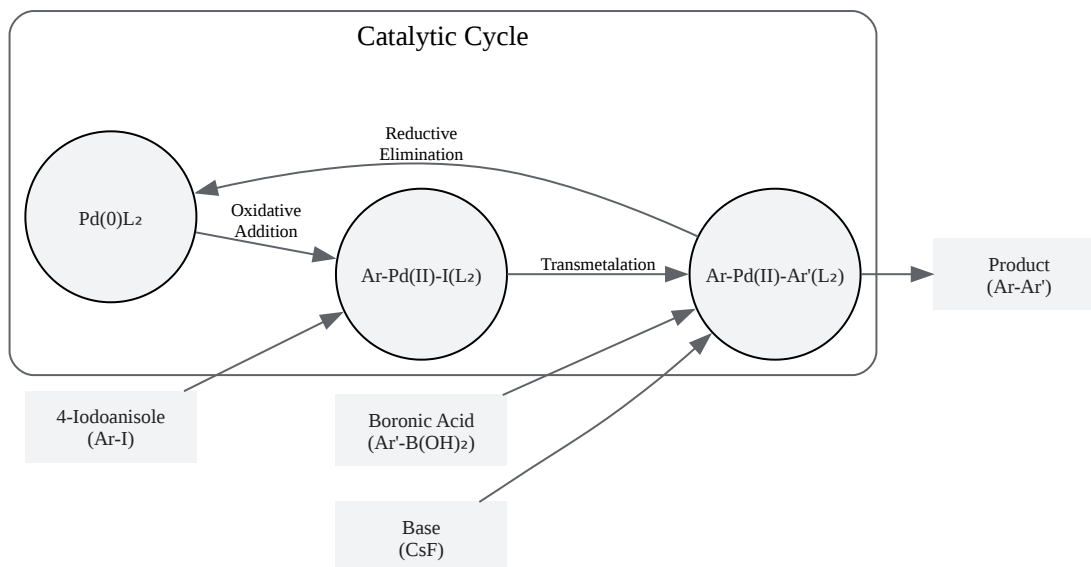 Catalytic Cycle
Reductive
Elimination
Oxidative
Addition
Pd(0)L₂
Ar-Pd(II)-I(L₂)
Transmetalation
Ar-Pd(II)-Ar'(L₂)
Product
(Ar-Ar')
4-Iodoanisole
(Ar-I)
Boronic Acid
(Ar'-B(OH)₂)
Base
(CsF)